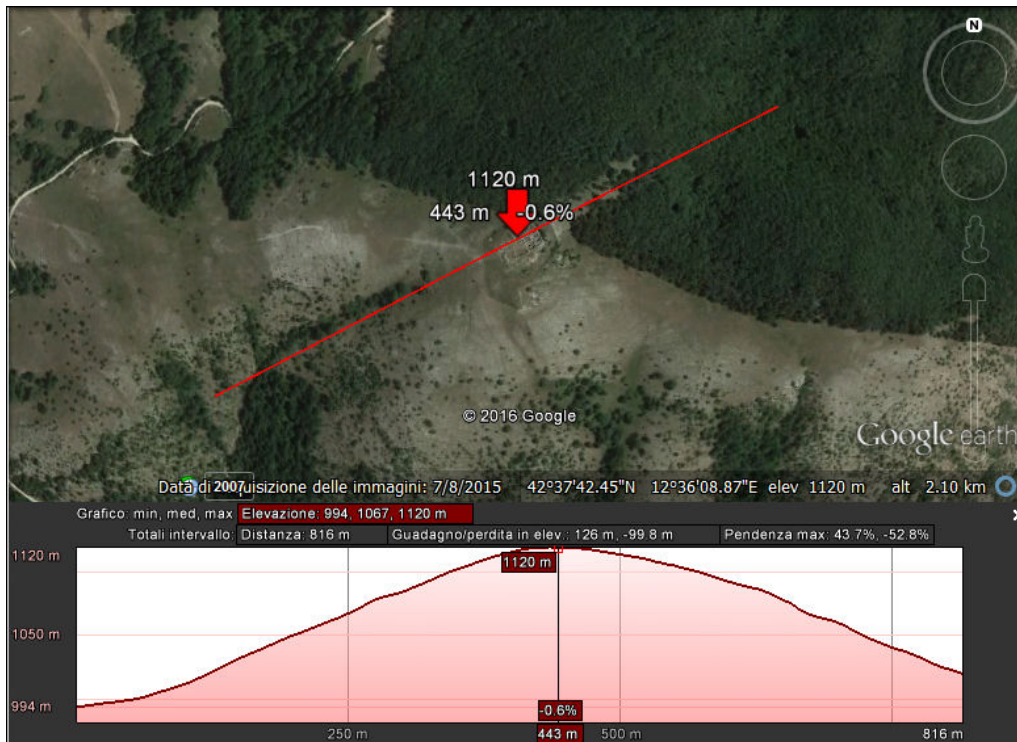 N
1120 m
443 m -0.6%
© 2016 Google
Google earth
2007
Data di acquisizione delle immagini: 7/8/2015 42°37'42.45"N 12°36'08.87"E elev 1120 m alt 2.10 km
Grafico: min, med, max Elevazione: 994, 1067, 1120 m
Totali intervallo: Distanza: 816 m Guadagno/perdita in elev.: 126 m, -99.8 m Pendenza max: 43.7%, -52.8%
1120 m
1120 m
1050 m
994 m
-0.6%
250 m 443 m 500 m 816 m